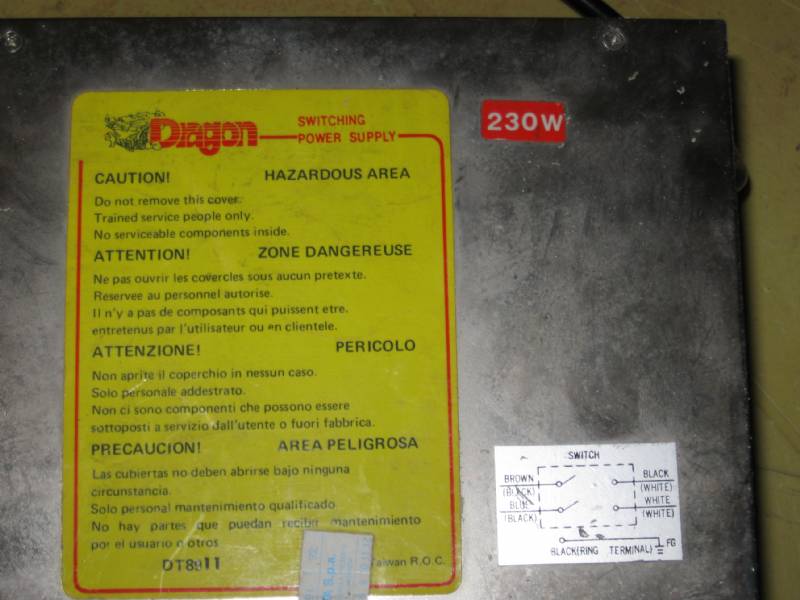 Dragon
SWITCHING
POWER SUPPLY
230W
CAUTION! HAZARDOUS AREA
Do not remove this cover.
Trained service people only.
No serviceable components inside.
ATTENTION! ZONE DANGEREUSE
Ne pas ouvrir les covercles sous aucun pretexte.
Reservee au personnel autorise.
Il n'y a pas de composants qui puissent etre.
entretenus par l'utilisateur ou en clientele.
ATTENZIONE! PERICOLO
Non aprite il coperchio in nessun caso.
Solo personale addestrato.
Non ci sono componenti che possono essere
sottoposti a servizio dall'utente o fuori fabbrica.
PRECAUCION! AREA PELIGROSA
Las cubiertas no deben abrirse bajo ninguna
circunstancia.
Solo personal mantenimiento qualificado
No hay partes que puedan recibir mantenimiento
por el usuario o otros
DT8911 Taiwan R.O.C.
S.p.a.
SWITCH
BROWN BLACK
(BLACK) (WHITE)
BLUE WHITE
(BLACK) (WHITE)
BLACK(RING TERMINAL) FG